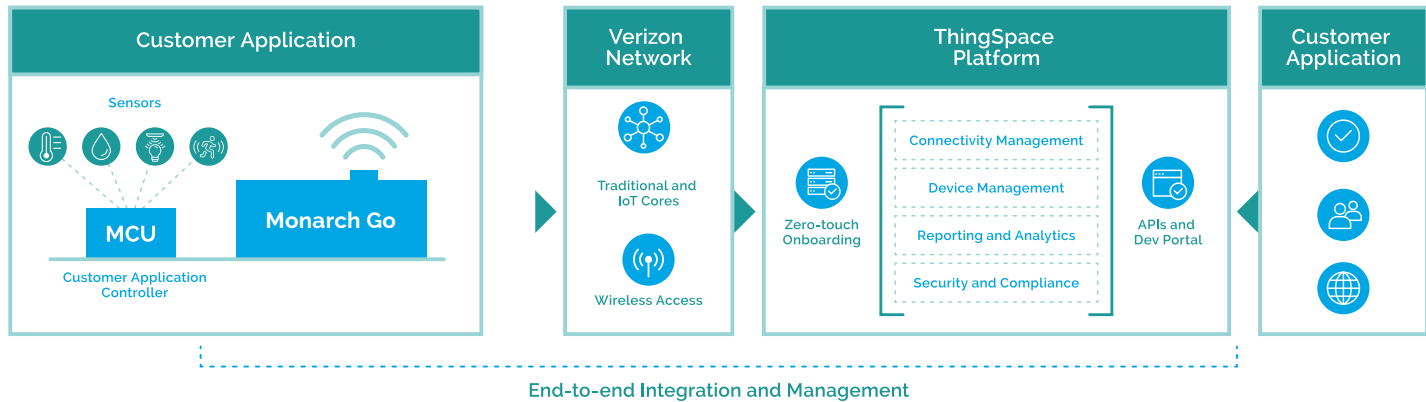 Customer Application
Sensors
MCU
Monarch Go
Customer Application
Controller
Verizon
Network
Traditional and
IoT Cores
Wireless Access
ThingSpace
Platform
Zero-touch
Onboarding
Connectivity Management
Device Management
Reporting and Analytics
Security and Compliance
APIs and
Dev Portal
Customer
Application
End-to-end Integration and Management